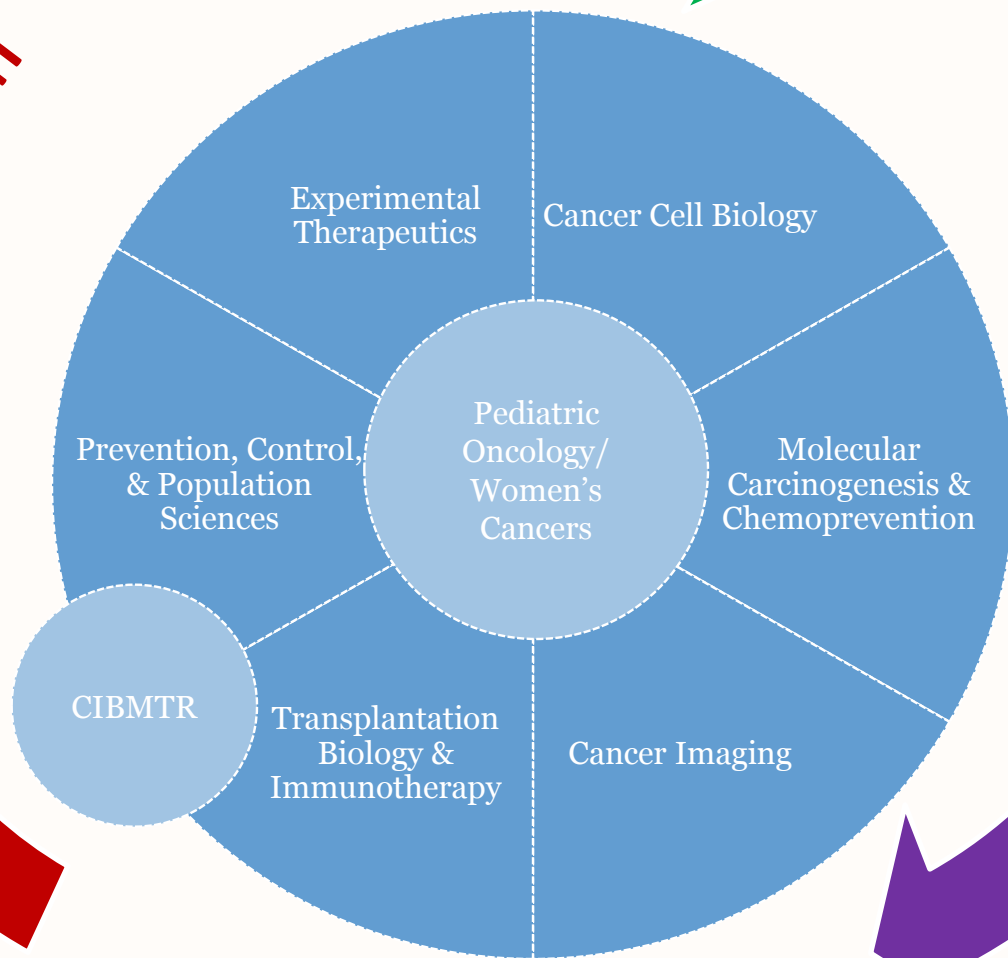 Experimental
Therapeutics
Cancer Cell Biology
Prevention, Control,
& Population
Sciences
Pediatric
Oncology/
Women’s
Cancers
Molecular
Carcinogenesis &
Chemoprevention
CIBMTR
Transplantation
Biology &
Immunotherapy
Cancer Imaging